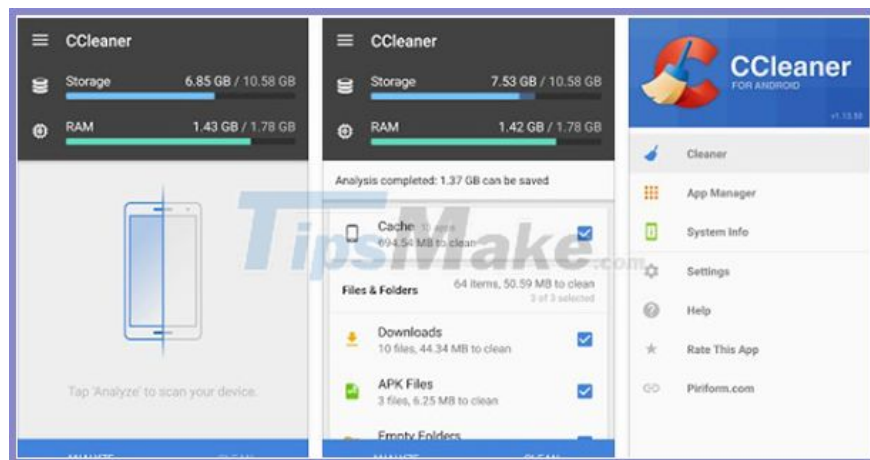 CCleaner
Storage 6.85 GB / 10.58 GB
RAM 1.43 GB / 1.78 GB
Tap 'Analyze' to scan your device.
CCleaner
Storage 7.53 GB / 10.58 GB
RAM 1.42 GB / 1.78 GB
Analysis completed: 1.37 GB can be saved
Cache 10 apps
694.54 MB to clean
Files & Folders 64 items, 50.59 MB to clean
3 of 3 selected
Downloads
10 files, 44.34 MB to clean
APK Files
3 files, 6.25 MB to clean
Empty Folders
CCleaner
FOR ANDROID
Cleaner
App Manager
System Info
Settings
Help
Rate This App
Piriform.com
TipsMake.com